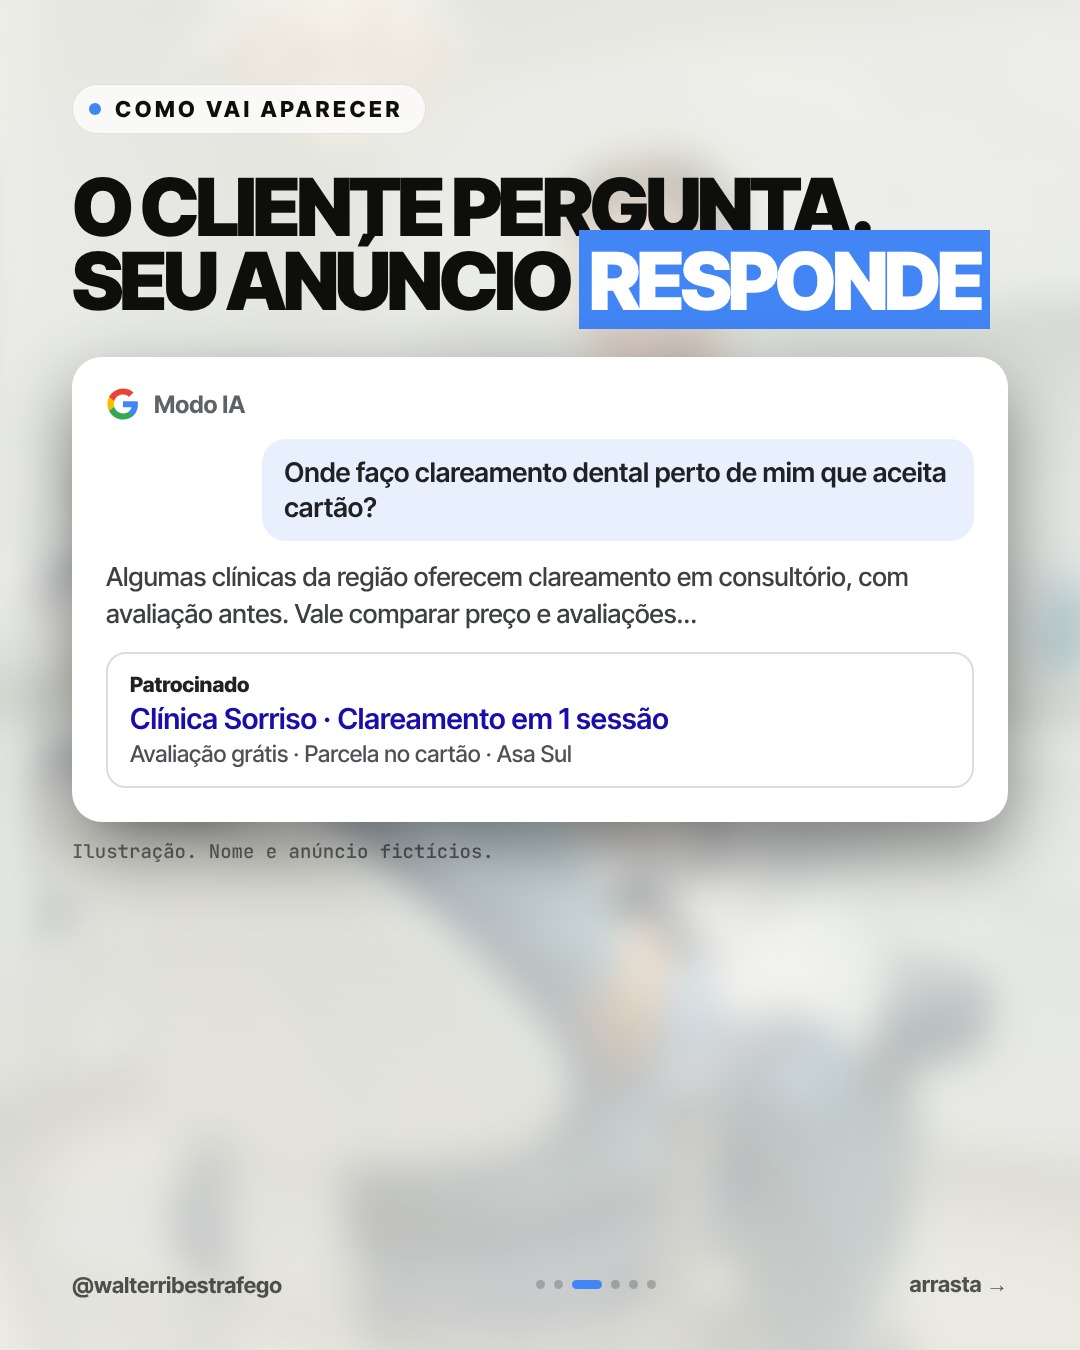 COMO VAI APARECER
O CLIENTE PERGUNTA.
SEU ANÚNCIO RESPONDE
Modo IA
Onde faço clareamento dental perto de mim que aceita
cartão?
Algumas clínicas da região oferecem clareamento em consultório, com
avaliação antes. Vale comparar preço e avaliações...
Patrocinado
Clínica Sorriso · Clareamento em 1 sessão
Avaliação grátis · Parcela no cartão · Asa Sul
Ilustração. Nome e anúncio fictícios.
@walterribestrafego
arrasta →